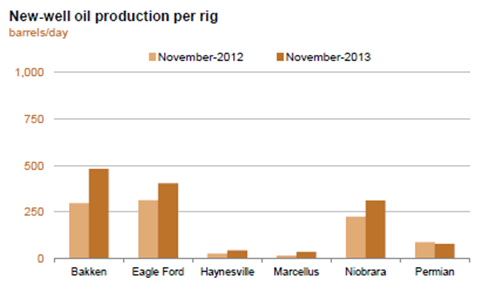 New-well oil production per rig
barrels/day
November-2012 November-2013
1,000
750
500
250
0
Bakken Eagle Ford Haynesville Marcellus Niobrara Permian